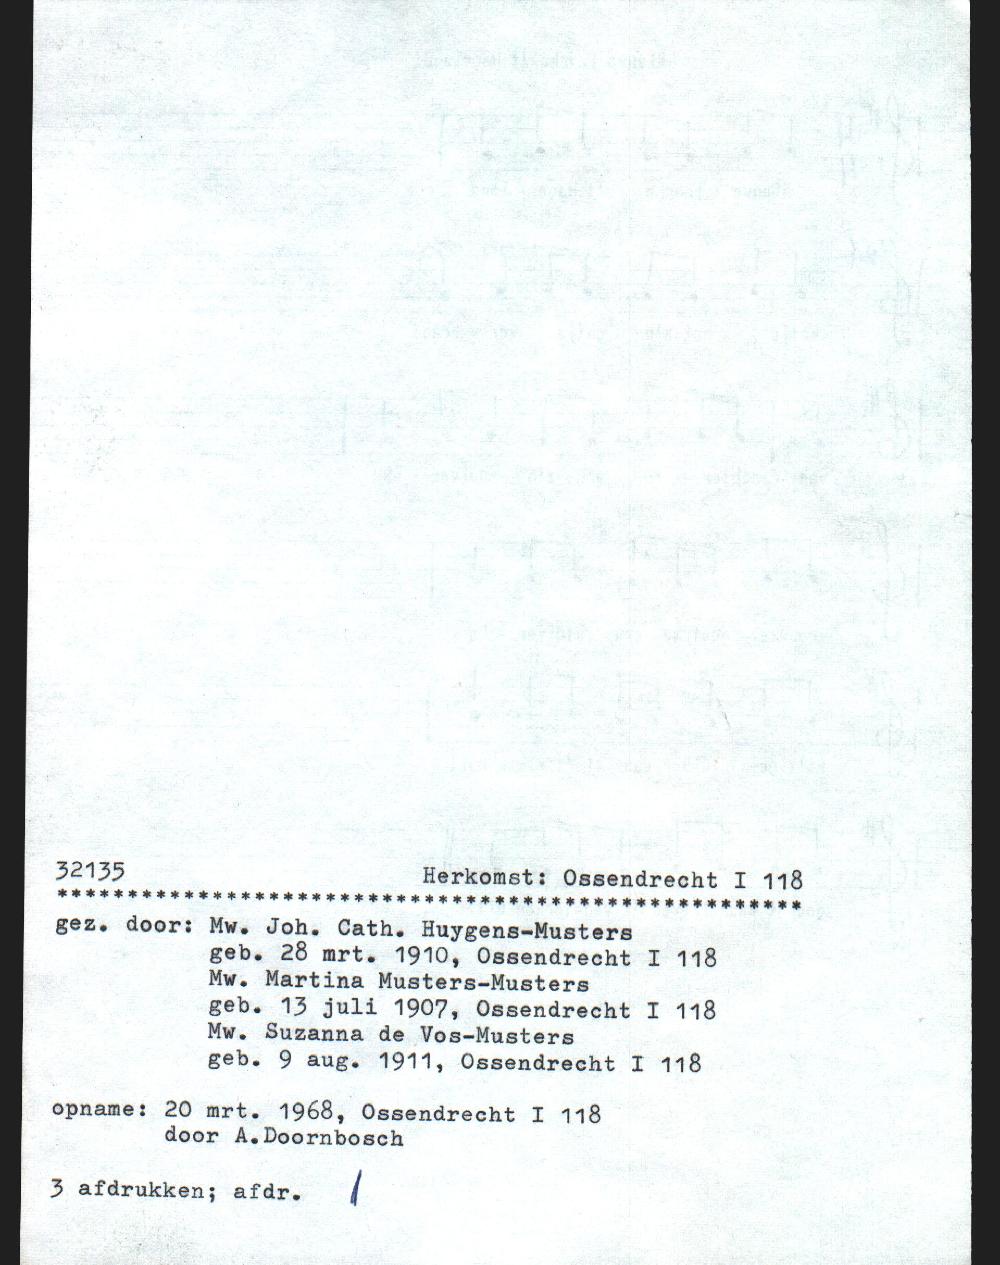 32135 Herkomst: Ossendrecht I 118
*****************************************************
gez. door: Mw. Joh. Cath. Huygens-Musters
geb. 28 mrt. 1910, Ossendrecht I 118
Mw. Martina Musters-Musters
geb. 13 juli 1907, Ossendrecht I 118
Mw. Suzanna de Vos-Musters
geb. 9 aug. 1911, Ossendrecht I 118
opname: 20 mrt. 1968, Ossendrecht I 118
door A.Doornbosch
3 afdrukken; afdr. /